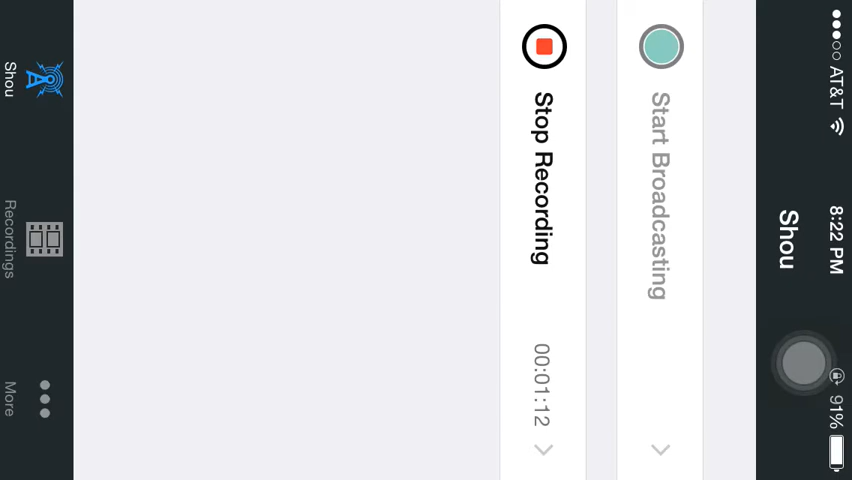 AT&T 8:22 PM 91%
Shou
Start Broadcasting
Stop Recording 00:01:12
Shou Recordings More